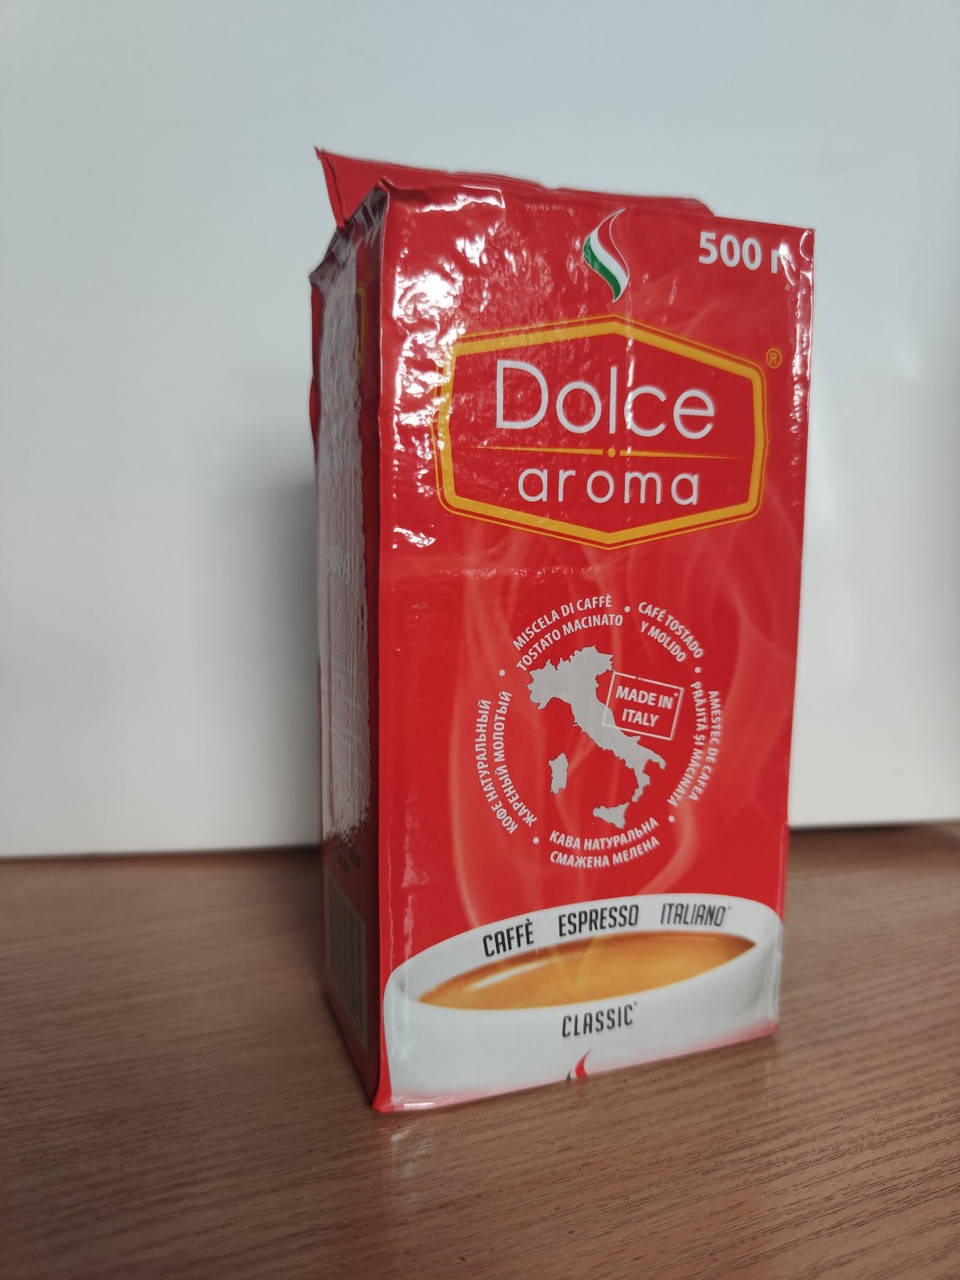 500 г
Dolce
®
aroma
MISCELA DI CAFFÈ
TOSTATO MACINATO
CAFÉ TOSTADO
Y MOLIDO
AMESTEC DE CAFEA
PRĂJITĂ ȘI MĂCINATĂ
КАВА НАТУРАЛЬНА
СМАЖЕНА МЕЛЕНА
КОФЕ НАТУРАЛЬНЫЙ
ЖАРЕНЫЙ МОЛОТЫЙ
MADE IN*
ITALY
CAFFÈ ESPRESSO ITALIANO*
CLASSIC*